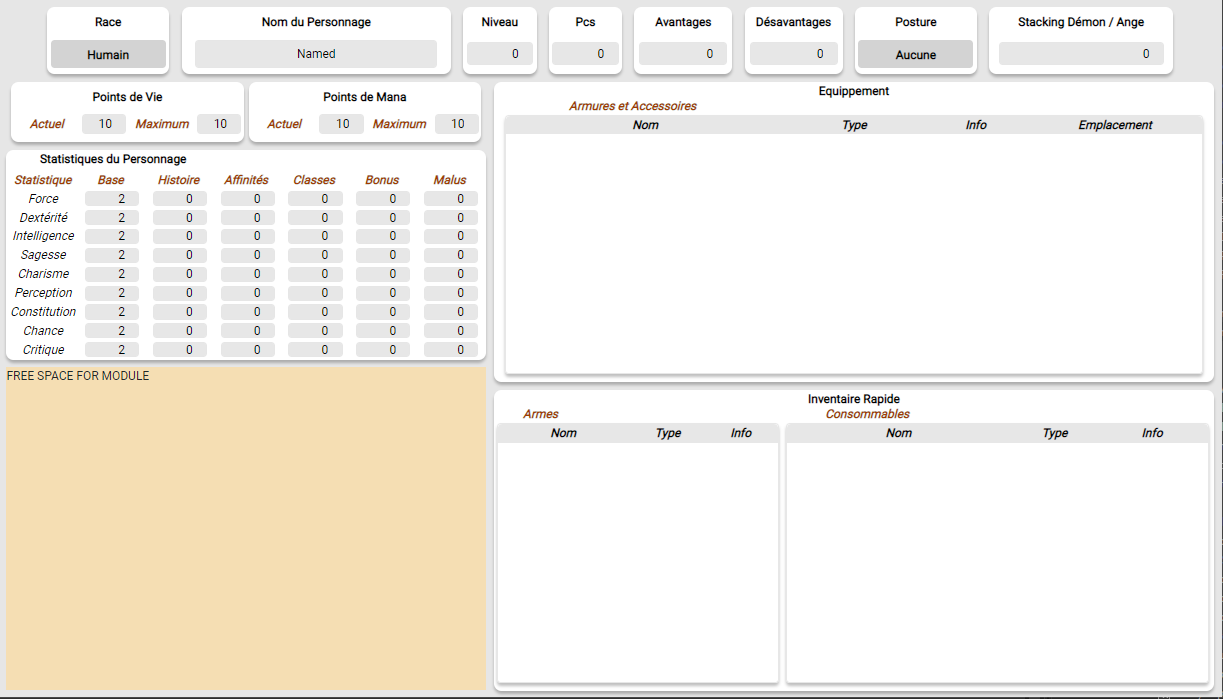 Race Nom du Personnage Niveau Pcs Avantages Désavantages Posture Stacking Démon / Ange
Humain Named 0 0 0 0 Aucune 0
Points de Vie Points de Mana
Actuel 10 Maximum 10 Actuel 10 Maximum 10
Statistiques du Personnage
Statistique Base Histoire Affinités Classes Bonus Malus
Force 2 0 0 0 0 0
Dextérité 2 0 0 0 0 0
Intelligence 2 0 0 0 0 0
Sagesse 2 0 0 0 0 0
Charisme 2 0 0 0 0 0
Perception 2 0 0 0 0 0
Constitution 2 0 0 0 0 0
Chance 2 0 0 0 0 0
Critique 2 0 0 0 0 0
FREE SPACE FOR MODULE
Equippement
Armures et Accessoires
Nom Type Info Emplacement
Inventaire Rapide
Armes Consommables
Nom Type Info Nom Type Info